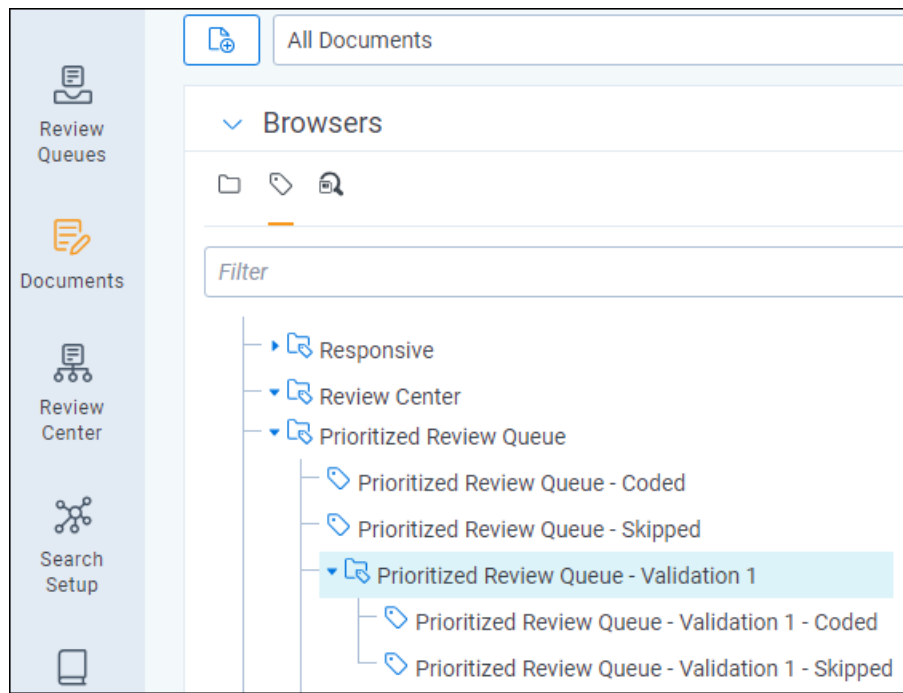 All Documents
Review
Queues
Documents
Review
Center
Search
Setup
Browsers
Filter
Responsive
Review Center
Prioritized Review Queue
Prioritized Review Queue - Coded
Prioritized Review Queue - Skipped
Prioritized Review Queue - Validation 1
Prioritized Review Queue - Validation 1 - Coded
Prioritized Review Queue - Validation 1 - Skipped